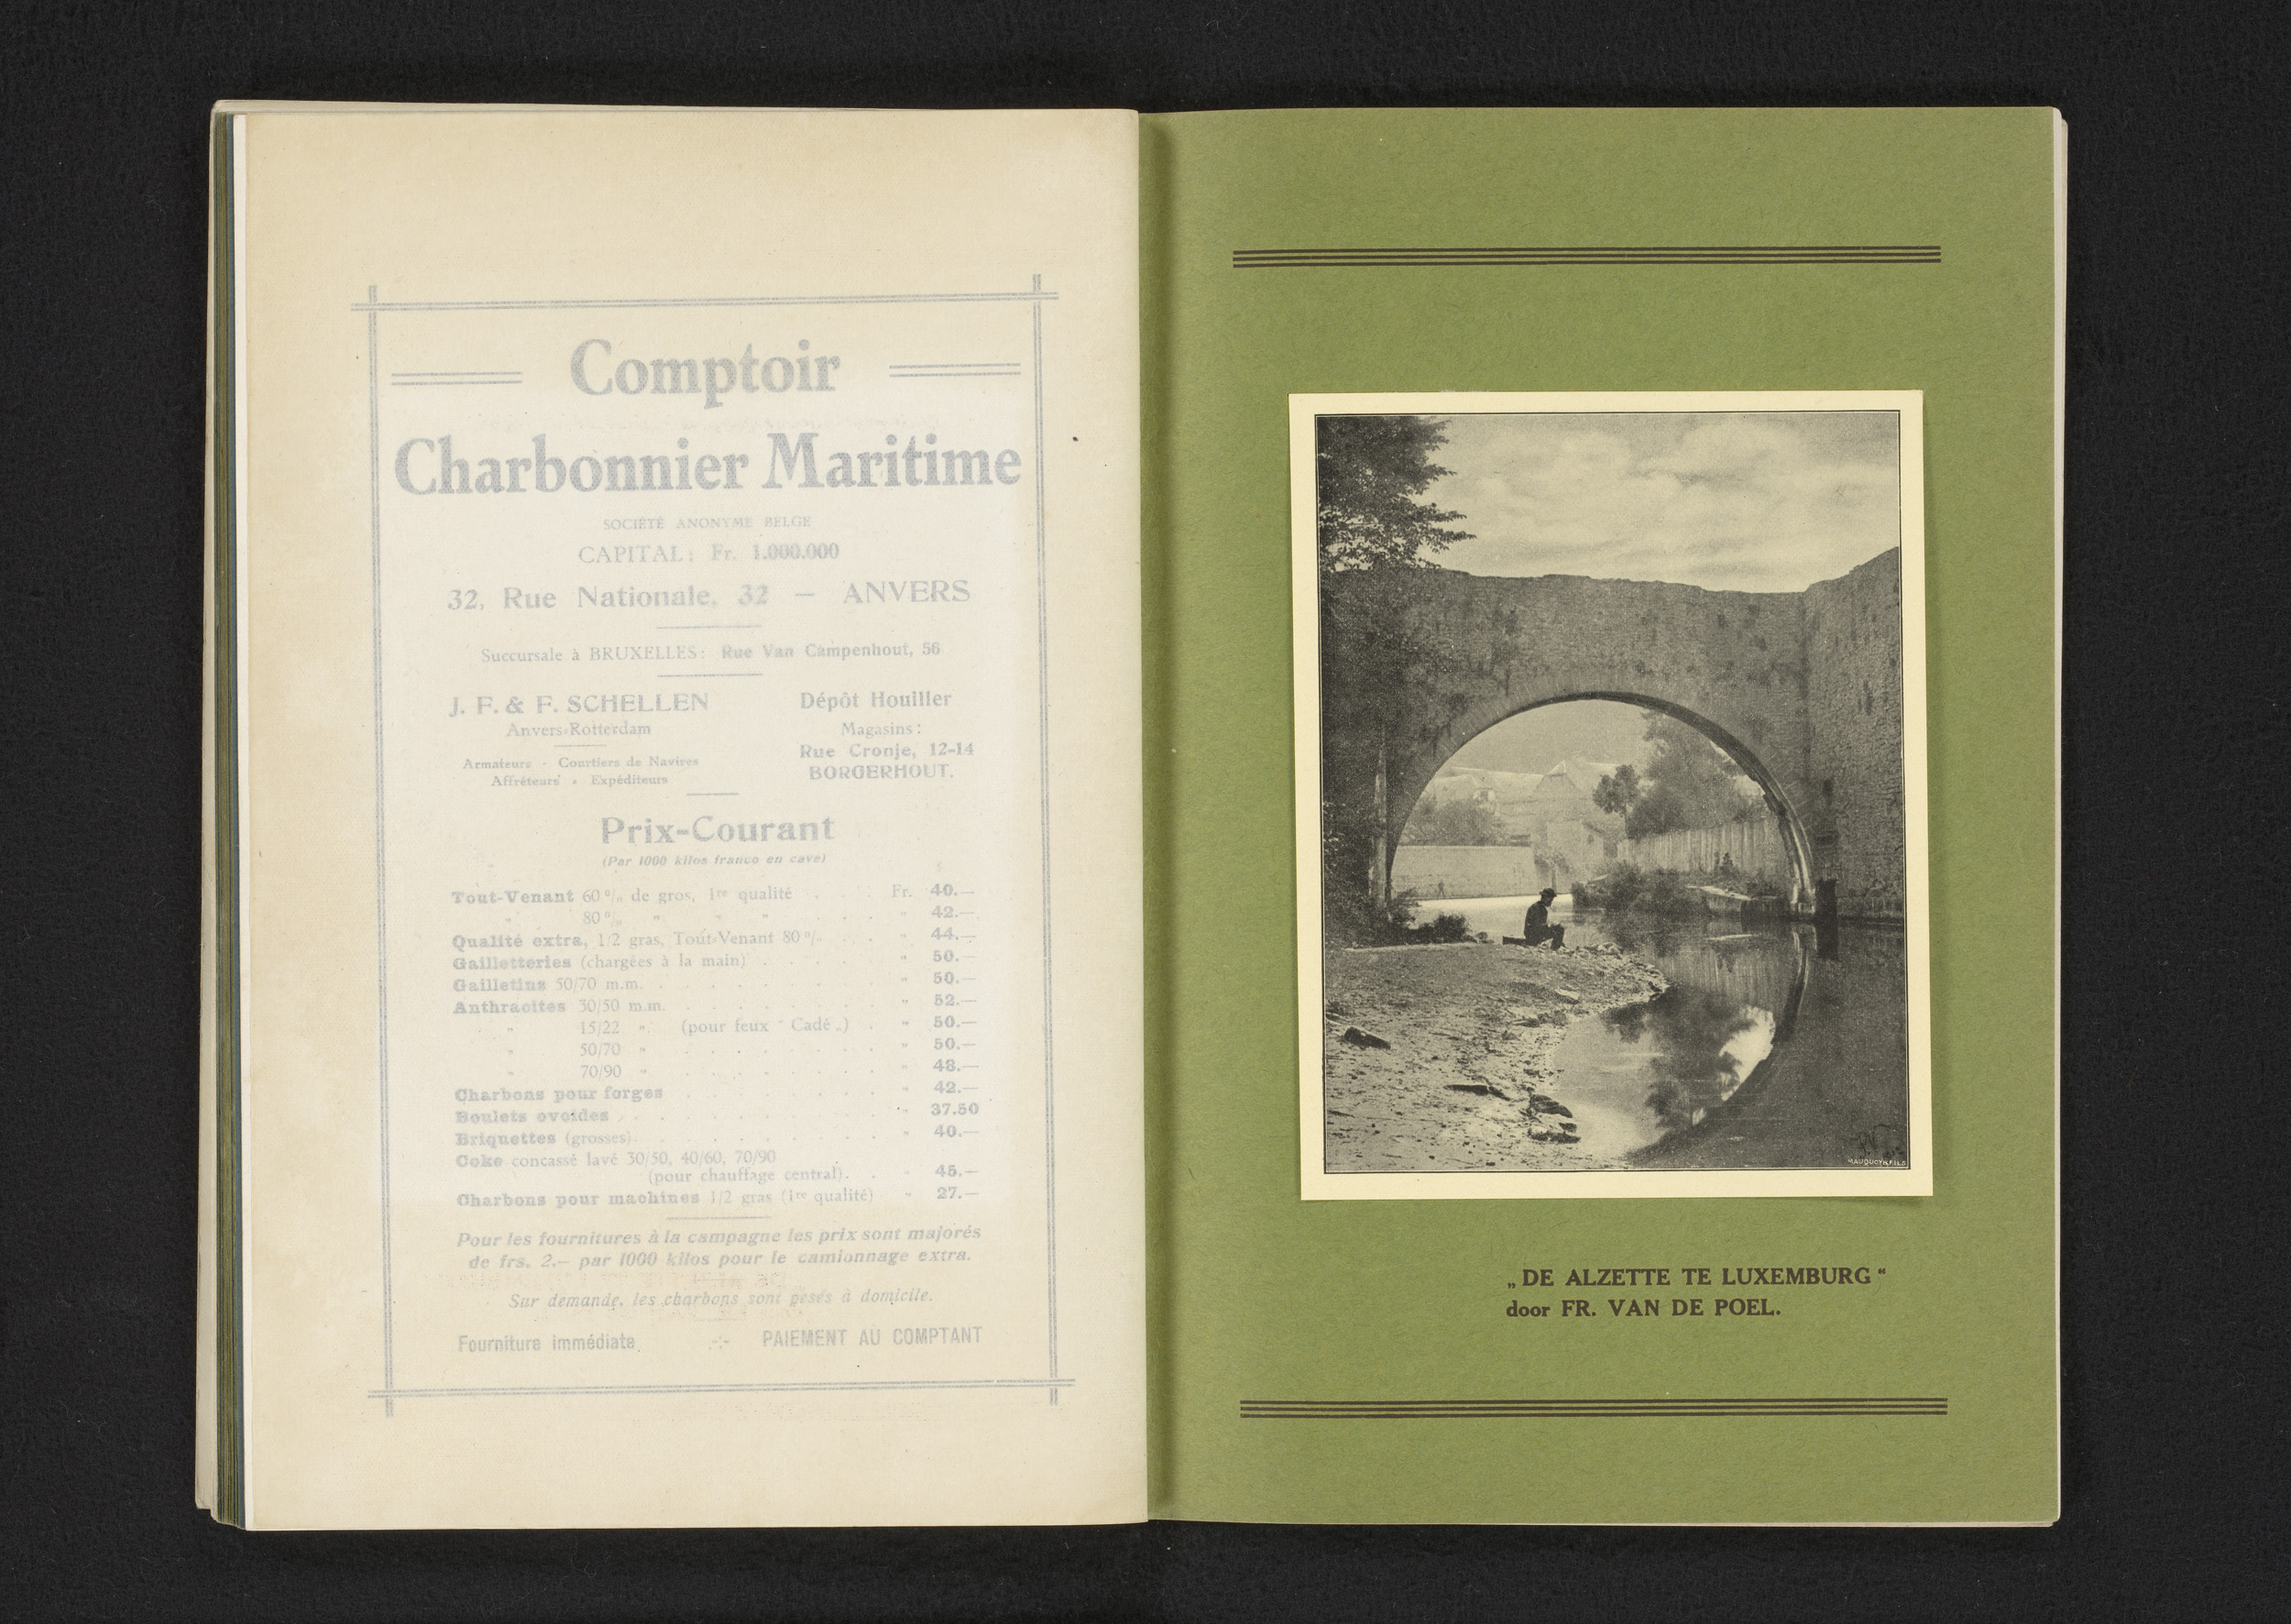 Comptoir
Charbonnier Maritime
SOCIÉTÉ ANONYME BELGE
CAPITAL: Fr. 1.000.000
32, Rue Nationale, 32 — ANVERS
Succursale à BRUXELLES: Rue Van Campenhout, 56
J. F. & F. SCHELLEN
Anvers-Rotterdam
Armateurs - Courtiers de Navires
Affréteurs - Expéditeurs
Dépôt Houiller
Magasins:
Rue Cronje, 12-14
BORGERHOUT.
Prix-Courant
(Par 1000 kilos franco en cave)
Tout-Venant 60 % de gros, 1re qualité . . . Fr. 40.—
" 80 % " " " . . " 42.—
Qualité extra, 1/2 gras, Tout-Venant 80 % . . . " 44.—
Gailletteries (chargées à la main) . . . . . " 50.—
Gailletins 50/70 m.m. . . . . . . . " 50.—
Anthracites 30/50 m.m. . . . . . . . " 52.—
" 15/22 " (pour feux " Cadé „) . " 50.—
" 50/70 " . . . . . . " 50.—
" 70/90 " . . . . . . " 48.—
Charbons pour forges . . . . . . " 42.—
Boulets ovoïdes . . . . . . . " 37.50
Briquettes (grosses). . . . . . . " 40.—
Coke concassé lavé 30/50, 40/60, 70/90
(pour chauffage central). . " 45.—
Charbons pour machines 1/2 gras (1re qualité) " 27.—
Pour les fournitures à la campagne les prix sont majorés
de frs. 2.— par 1000 kilos pour le camionnage extra.
Sur demande, les charbons sont pesés à domicile.
Fourniture immédiate -:- PAIEMENT AU COMPTANT
MAUQUOY & FILS
„DE ALZETTE TE LUXEMBURG“
door FR. VAN DE POEL.